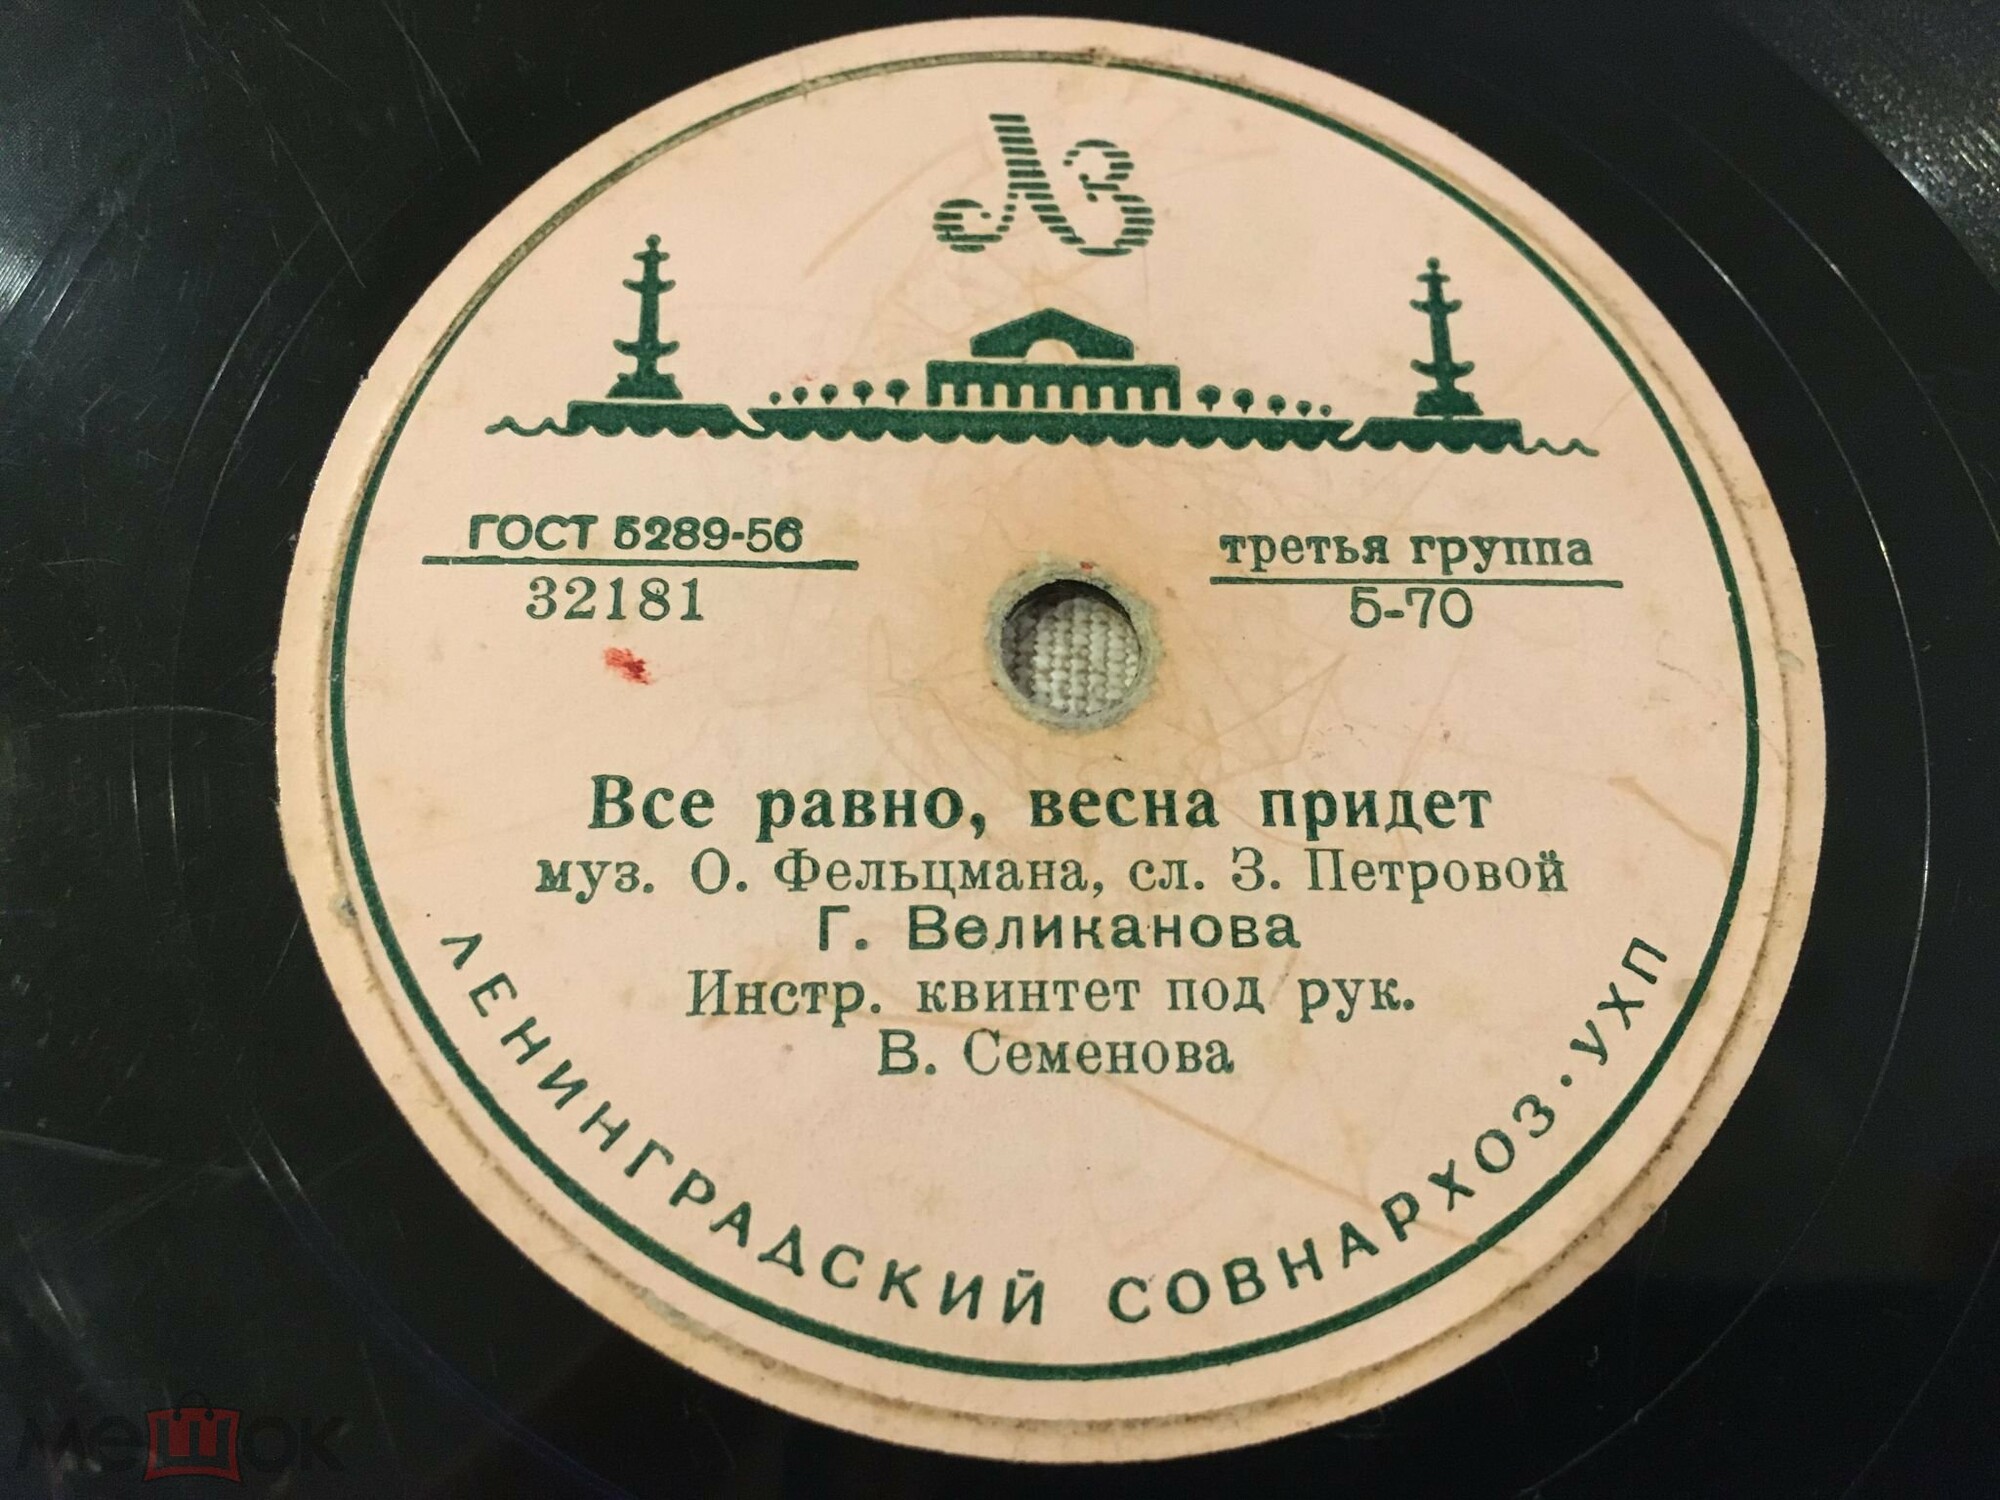 ЛЗ
ГОСТ 5289-56
32181
третья группа
5-70
Все равно, весна придет
муз. О. Фельцмана, сл. З. Петровой
Г. Великанова
Инстр. квинтет под рук.
В. Семенова
ЛЕНИНГРАДСКИЙ СОВНАРХОЗ · УХП
мешок